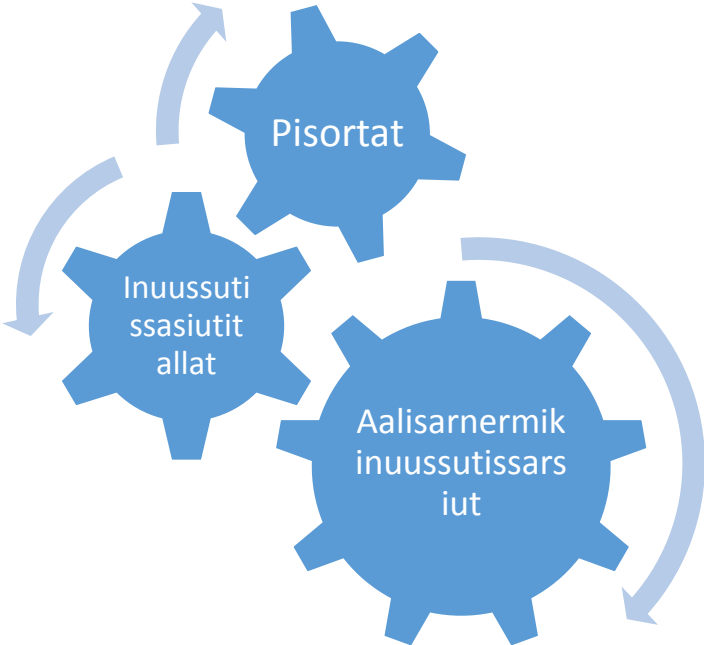 Pisortat
Inuussuti
ssasiutit
allat
Aalisarnermik
inuussutissars
iut